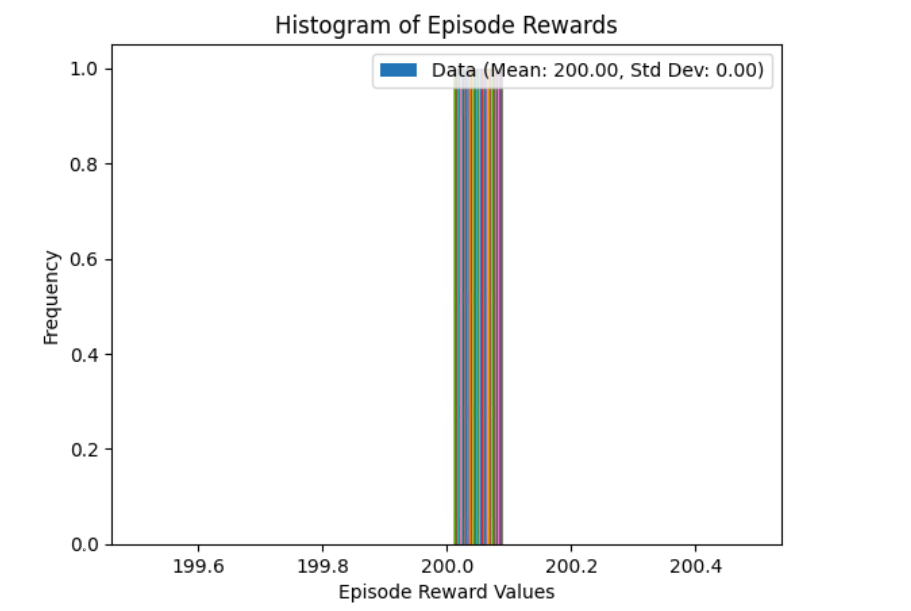 Histogram of Episode Rewards
Data (Mean: 200.00, Std Dev: 0.00)
1.0
0.8
0.6
0.4
0.2
0.0
Frequency
199.6 199.8 200.0 200.2 200.4
Episode Reward Values